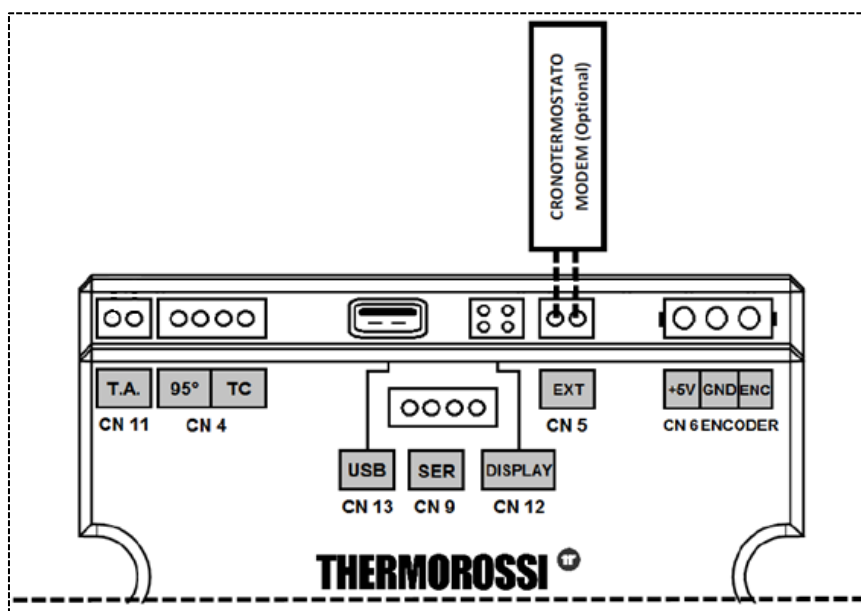 CRONOTERMOSTATO
MODEM (Optional)
T.A.
95°
TC
EXT
+5V
GND
ENC
CN 11
CN 4
CN 5
CN 6 ENCODER
USB
SER
DISPLAY
CN 13
CN 9
CN 12
THERMOROSSI